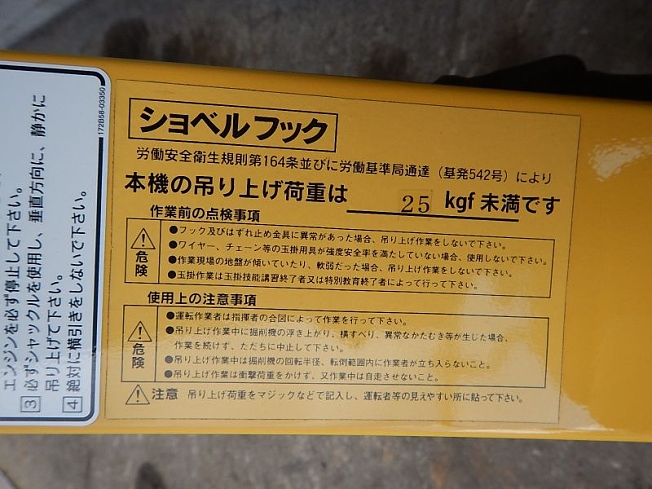 ショベルフック
労働安全衛生規則第164条並びに労働基準局通達（基発542号）により
本機の吊り上げ荷重は 25 kgf 未満です
作業前の点検事項
危険
●フック及びはずれ止め金具に異常があった場合、吊り上げ作業をしないで下さい。
●ワイヤー、チェーン等の玉掛用具が強度安全率を満たしていない場合、使用しないで下さい。
●作業現場の地盤が傾いていたり、軟弱だった場合、吊り上げ作業をしないで下さい。
●玉掛作業は玉掛技能講習終了者又は特別教育終了者によって行って下さい。
使用上の注意事項
危険
●運転作業者は指揮者の合図によって作業を行って下さい。
●吊り上げ作業中に掘削機の浮き上がり、横すべり、異常なかたむき等が生じた場合、
作業を続けず、ただちに中止して下さい。
●吊り上げ作業中は掘削機の回転半径、転倒範囲内に作業者が立ち入らないこと。
●吊り上げ作業は衝撃荷重をかけず、又作業中は自走させないこと。
注意 吊り上げ荷重をマジックなどで記入し、運転者等の見えやすい所に貼って下さい。
エンジンを必ず停止して下さい。
3 必ずシャックルを使用し、垂直方向に、静かに
吊り上げて下さい。
4 絶対に横引きをしないで下さい。
172B58-03350